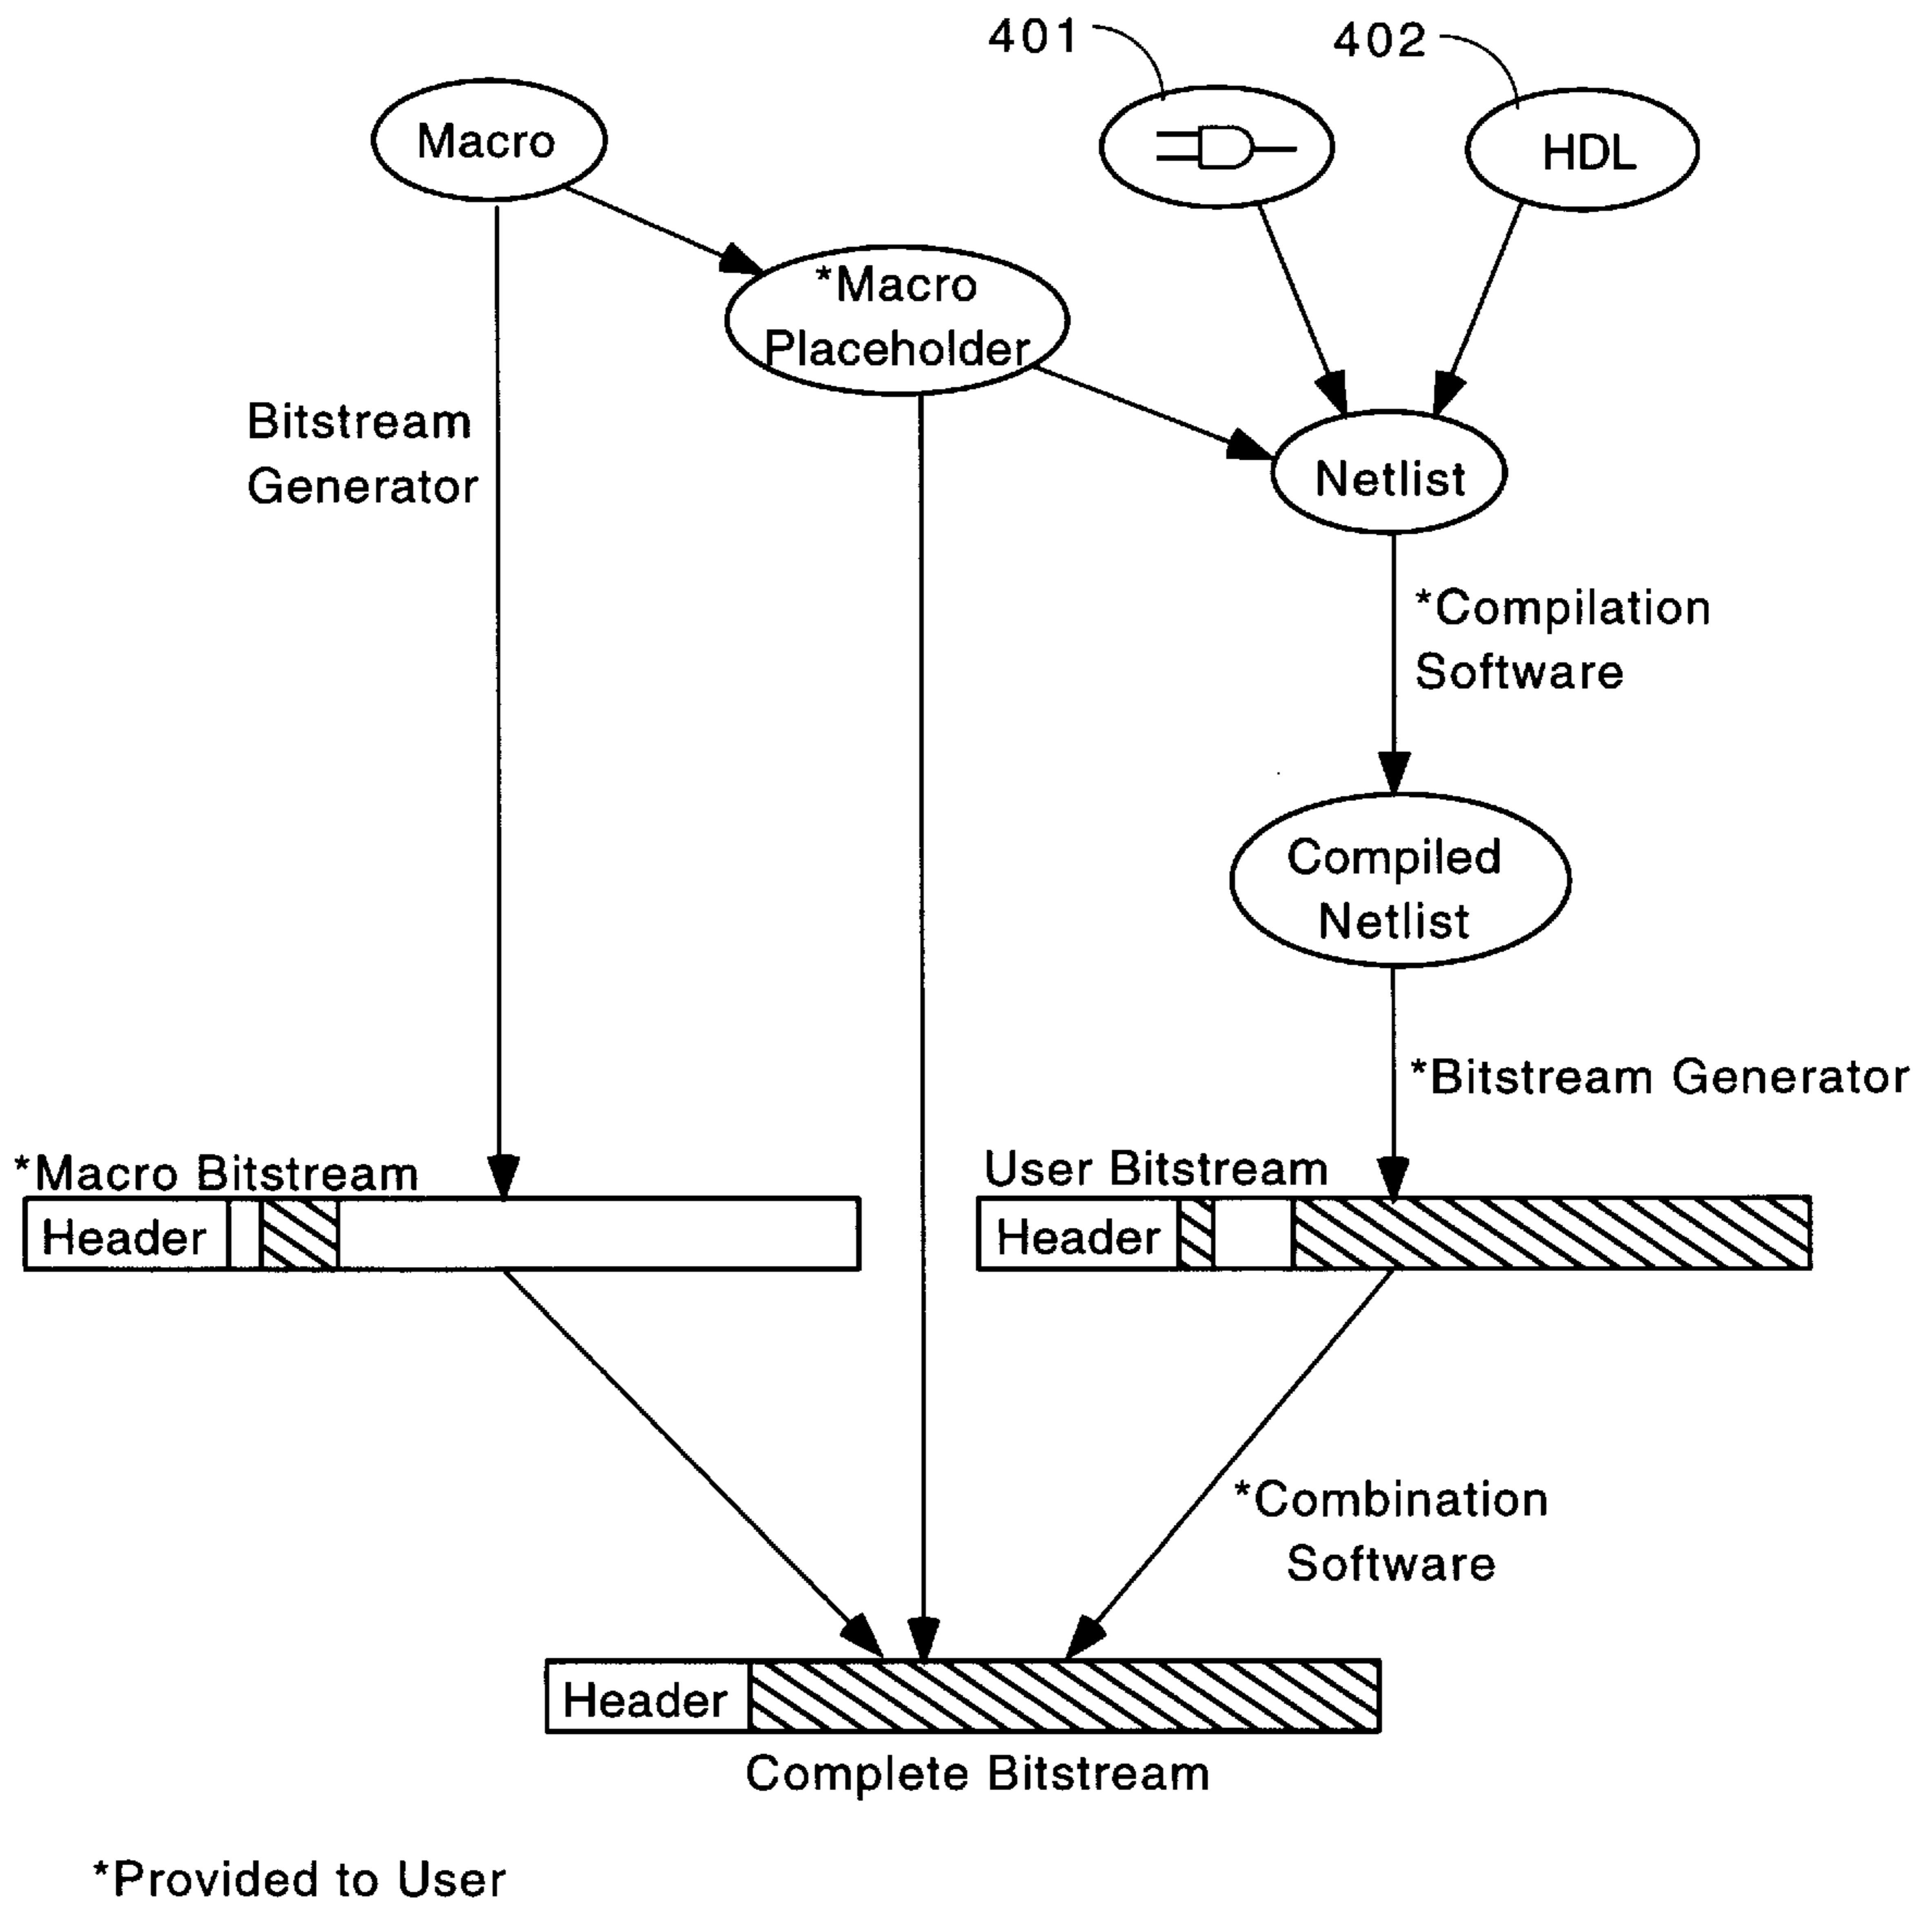 401
402
Macro
HDL
*Macro
Placeholder
Bitstream
Generator
Netlist
*Compilation
Software
Compiled
Netlist
*Bitstream Generator
*Macro Bitstream
User Bitstream
Header
Header
*Combination
Software
Header
Complete Bitstream
*Provided to User